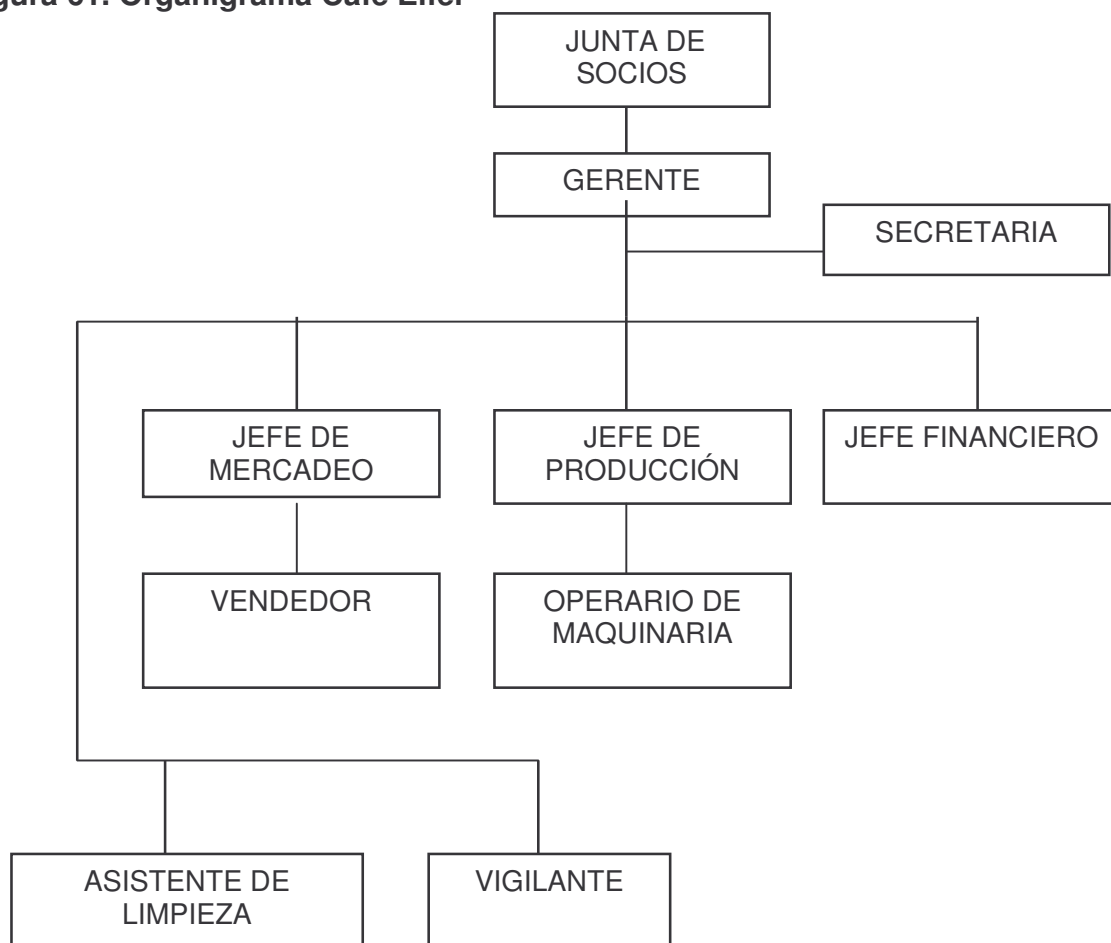 Organigrama Café
JUNTA DE
SOCIOS
GERENTE
SECRETARIA
JEFE DE
MERCADEO
JEFE DE
PRODUCCIÓN
JEFE FINANCIERO
VENDEDOR
OPERARIO DE
MAQUINARIA
ASISTENTE DE
LIMPIEZA
VIGILANTE